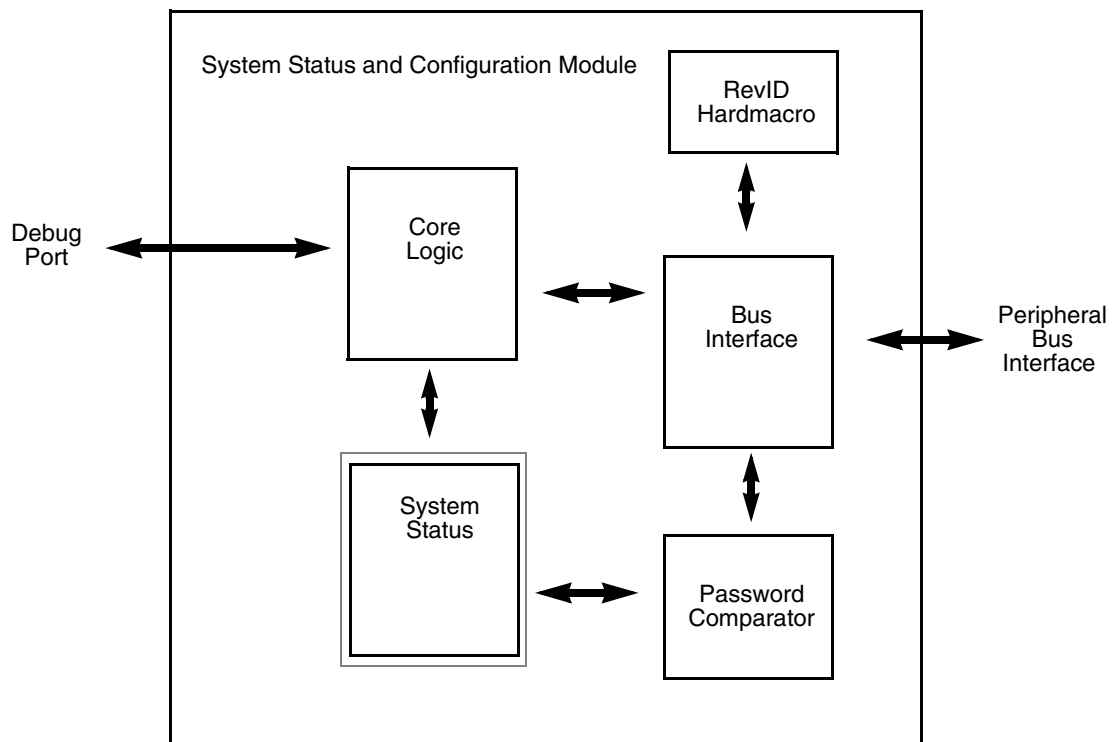 System Status and Configuration Module
RevID
Hardmacro
Debug
Port
Core
Logic
Bus
Interface
Peripheral
Bus
Interface
System
Status
Password
Comparator